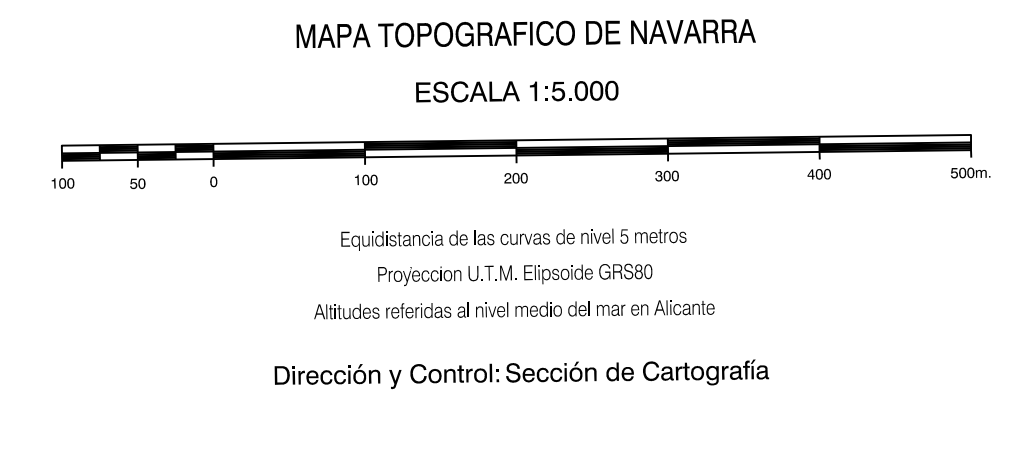 MAPA TOPOGRAFICO DE NAVARRA
ESCALA 1:5.000
100 50 0 100 200 300 400 500m.
Equidistancia de las curvas de nivel 5 metros
Proyeccion U.T.M. Elipsoide GRS80
Altitudes referidas al nivel medio del mar en Alicante
Dirección y Control: Sección de Cartografía